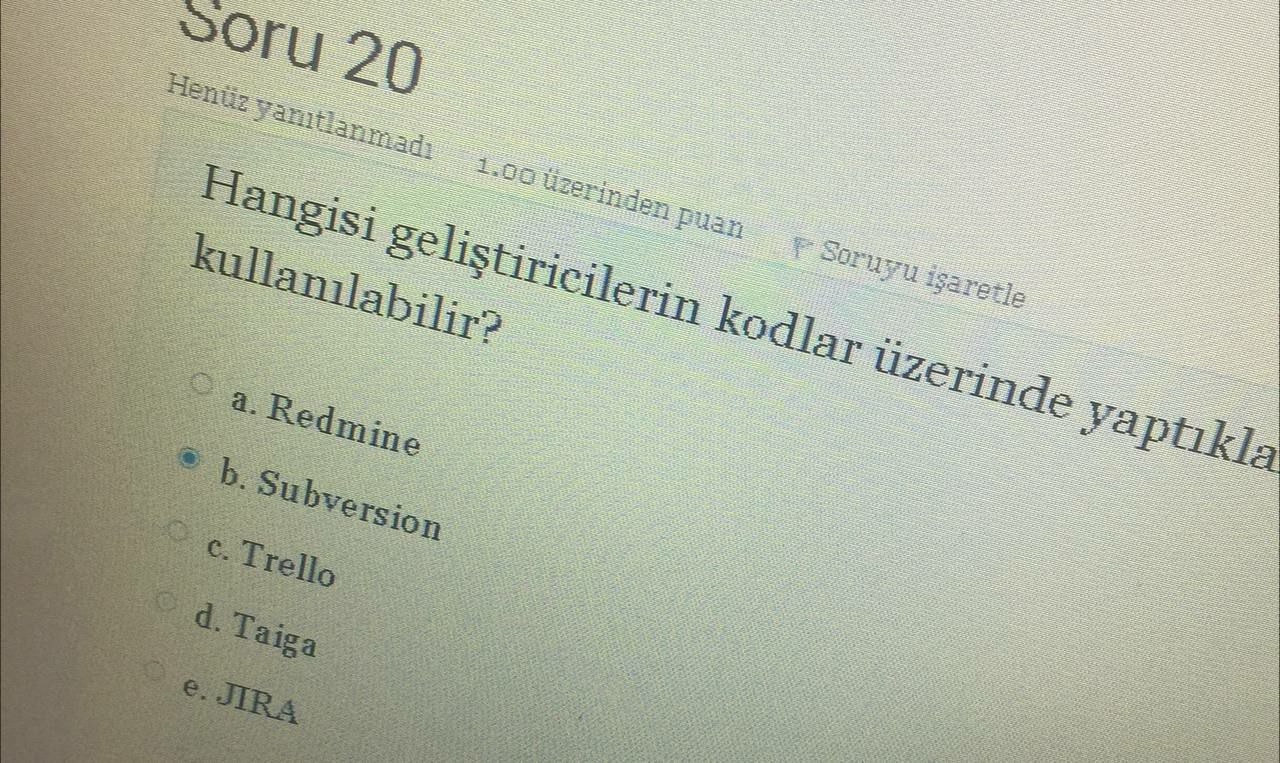 Soru 20
Henüz yanıtlanmadı 1.00 üzerinden puan Soruyu işaretle
Hangisi geliştiricilerin kodlar üzerinde yaptıkla
kullanılabilir?
a. Redmine
b. Subversion
c. Trello
d. Taiga
e. JIRA